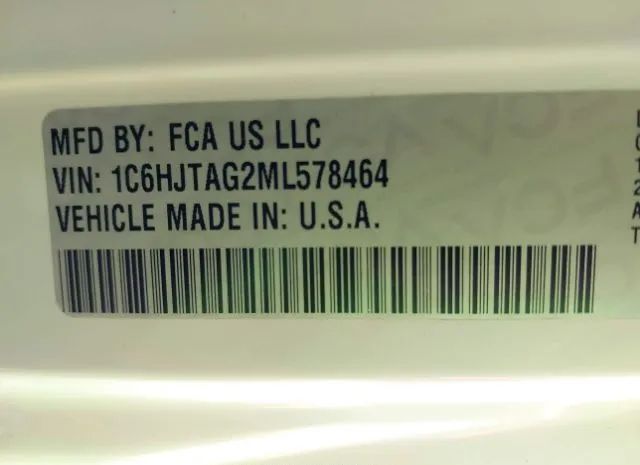 MFD BY: FCA US LLC
VIN: 1C6HJTAG2ML578464
VEHICLE MADE IN: U.S.A.